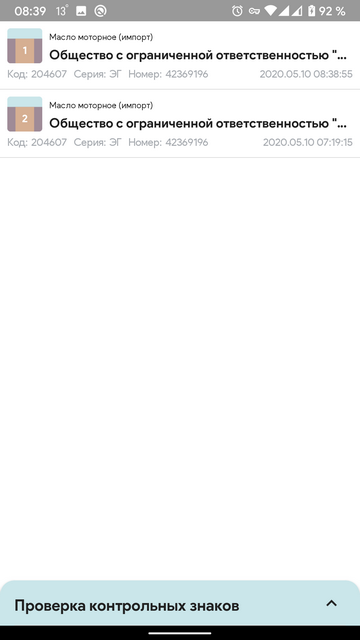 08:39 13° 92 %
1
Масло моторное (импорт)
Общество с ограниченной ответственностью "...
Код: 204607 Серия: ЭГ Номер: 42369196 2020.05.10 08:38:55
2
Масло моторное (импорт)
Общество с ограниченной ответственностью "...
Код: 204607 Серия: ЭГ Номер: 42369196 2020.05.10 07:19:15
Проверка контрольных знаков